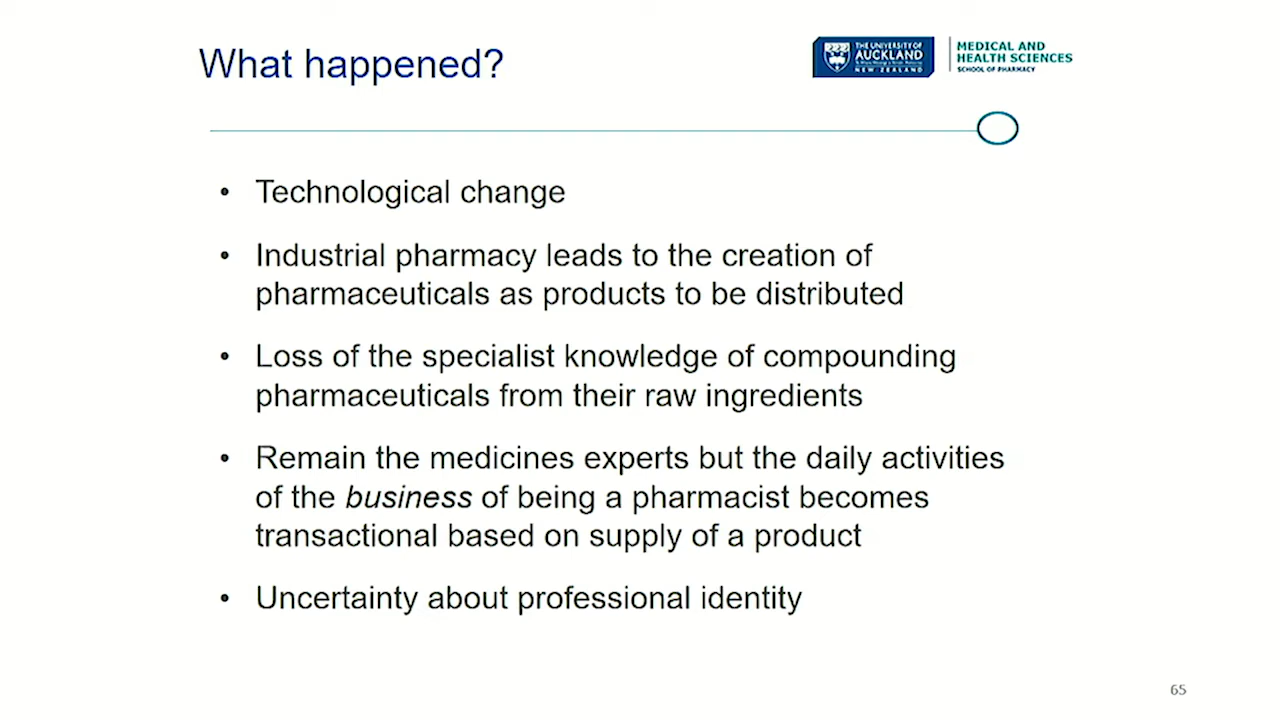 What happened?
THE UNIVERSITY OF
AUCKLAND
NEW ZEALAND
MEDICAL AND
HEALTH SCIENCES
SCHOOL OF PHARMACY
• Technological change
• Industrial pharmacy leads to the creation of
pharmaceuticals as products to be distributed
• Loss of the specialist knowledge of compounding
pharmaceuticals from their raw ingredients
• Remain the medicines experts but the daily activities
of the business of being a pharmacist becomes
transactional based on supply of a product
• Uncertainty about professional identity
65